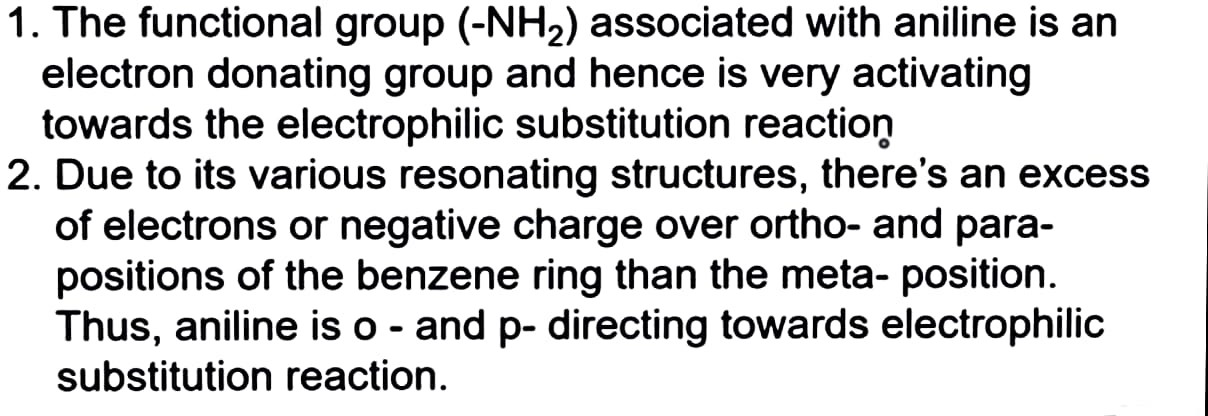 1. The functional group (-NH₂) associated with aniline is an
electron donating group and hence is very activating
towards the electrophilic substitution reaction
2. Due to its various resonating structures, there's an excess
of electrons or negative charge over ortho- and para-
positions of the benzene ring than the meta- position.
Thus, aniline is o - and p- directing towards electrophilic
substitution reaction.